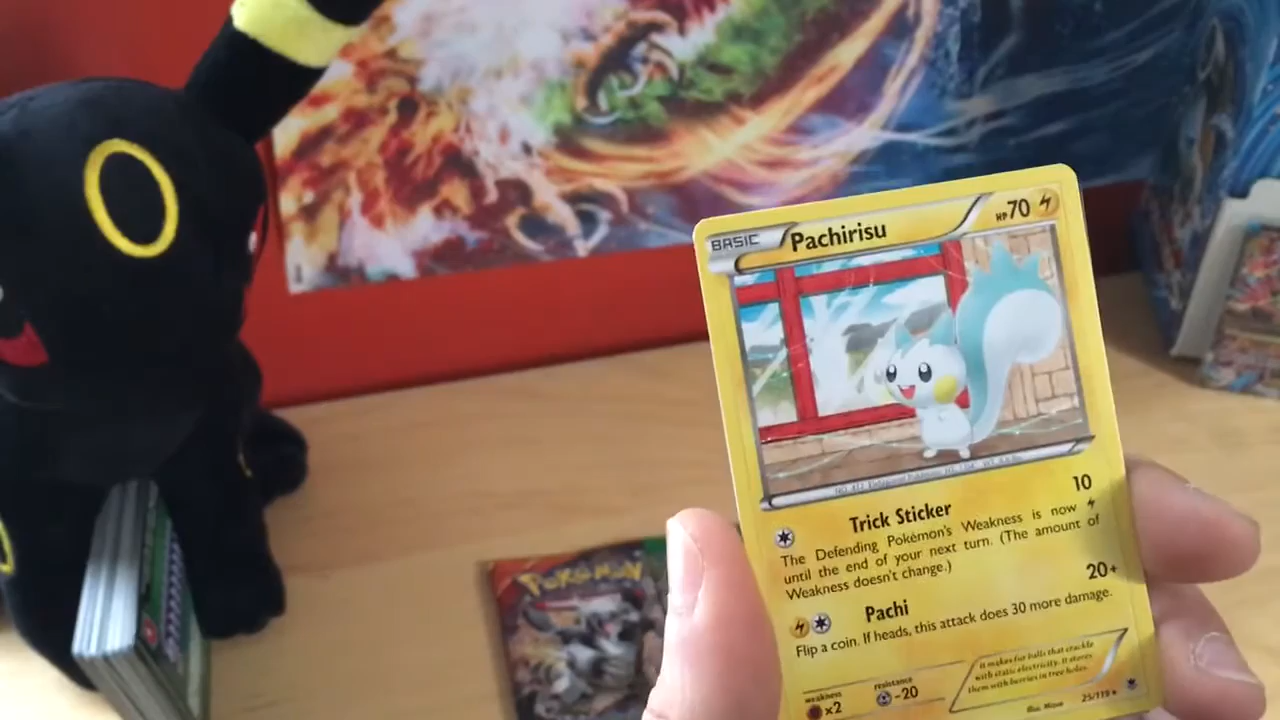 BASIC Pachirisu HP70
Trick Sticker 10
The Defending Pokémon's Weakness is now
until the end of your next turn. (The amount of
Weakness doesn't change.)
Pachi 20+
Flip a coin. If heads, this attack does 30 more damage.
weakness
x2
resistance
-20
It makes fur balls that crackle
with static electricity. It stores
them with berries in tree holes.
25/119
POKéMON